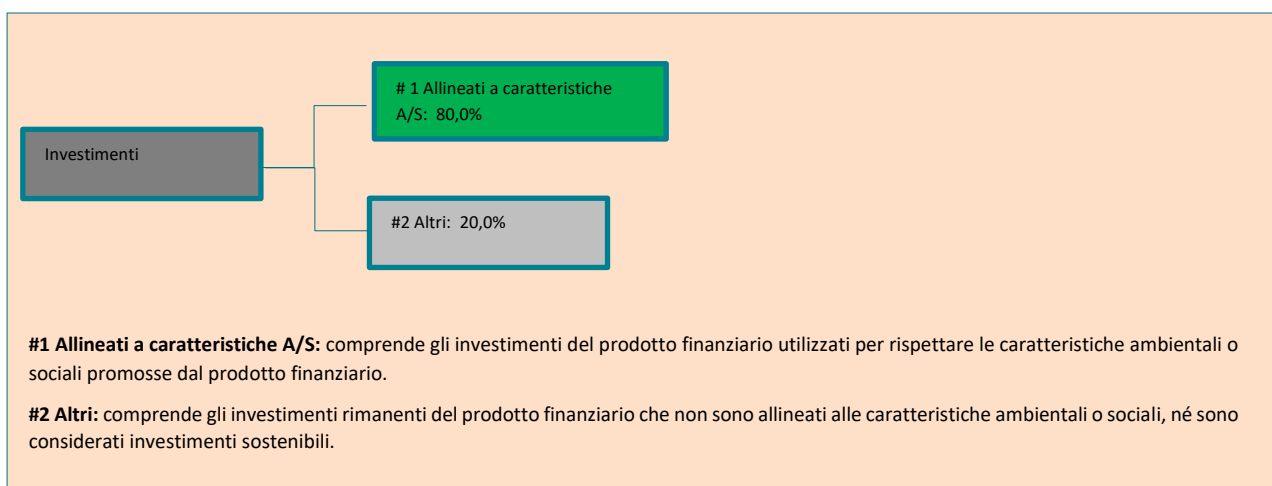 # 1 Allineati a caratteristiche
A/S: 80,0%
Investimenti
#2 Altri: 20,0%
#1 Allineati a caratteristiche A/S: comprende gli investimenti del prodotto finanziario utilizzati per rispettare le caratteristiche ambientali o
sociali promosse dal prodotto finanziario.
#2 Altri: comprende gli investimenti rimanenti del prodotto finanziario che non sono allineati alle caratteristiche ambientali o sociali, né sono
considerati investimenti sostenibili.